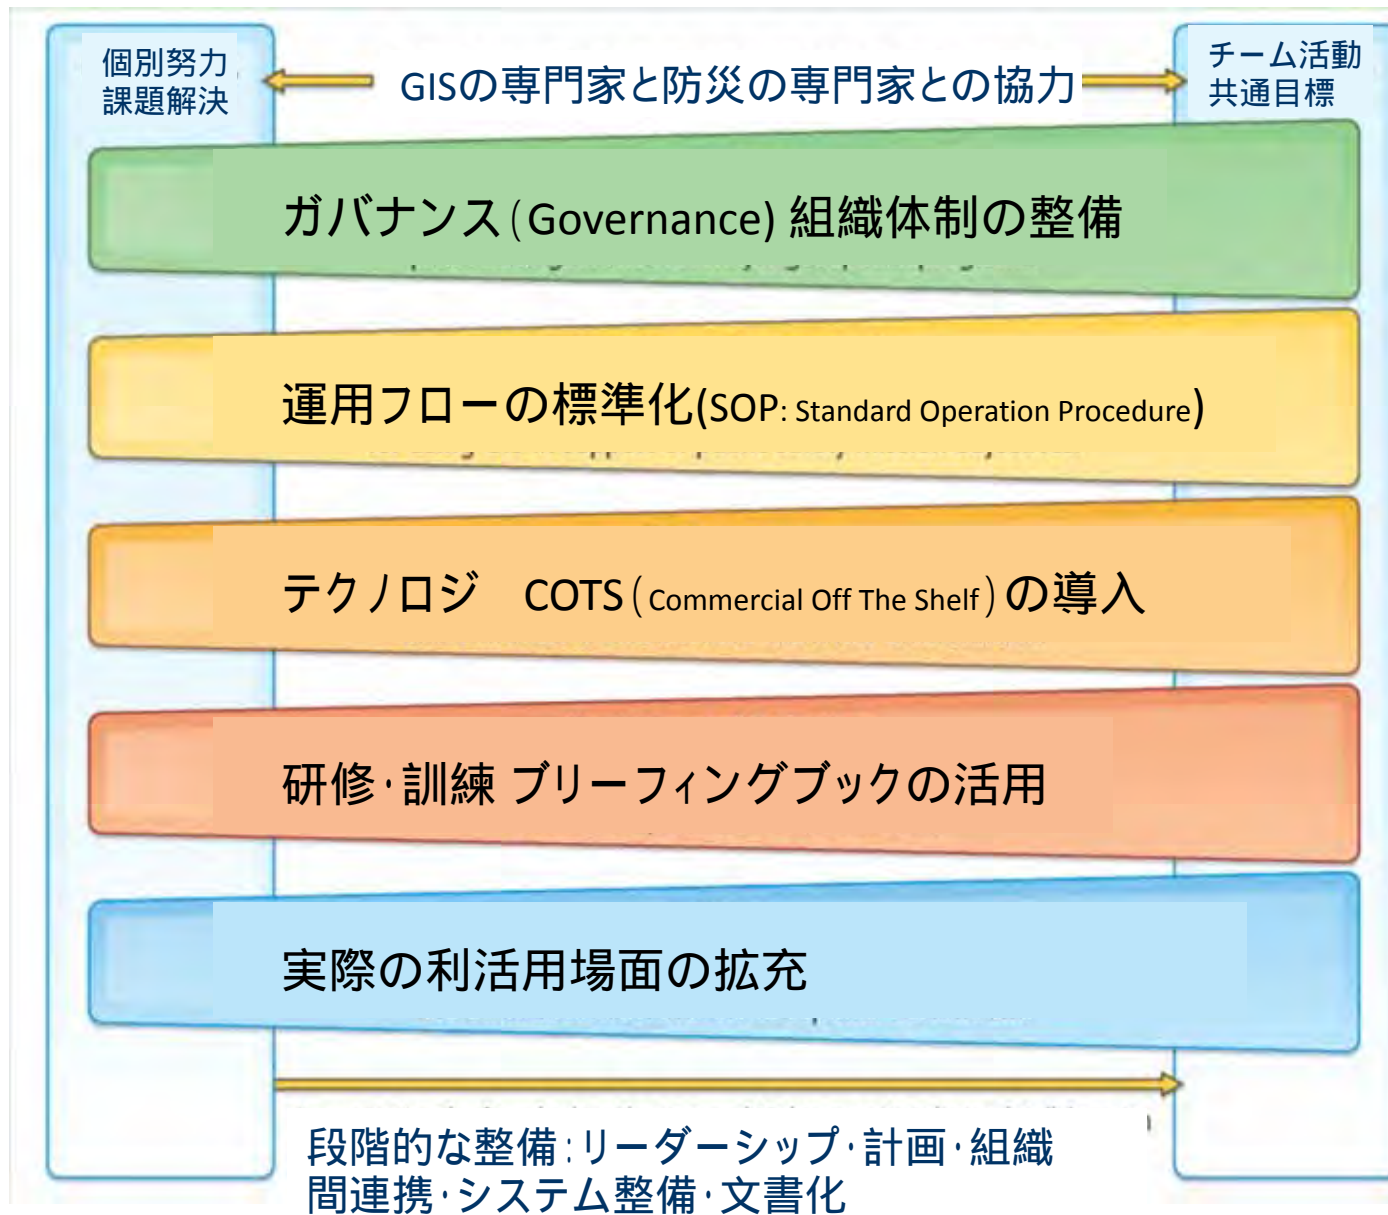 個別努力
課題解決
GISの専門家と防災の専門家との協力
チーム活動
共通目標
ガバナンス(Governance) 組織体制の整備
運用フローの標準化(SOP: Standard Operation Procedure)
テクノロジ　COTS(Commercial Off The Shelf)の導入
研修・訓練 ブリーフィングブックの活用
実際の利活用場面の拡充
段階的な整備:リーダーシップ・計画・組織
間連携・システム整備・文書化